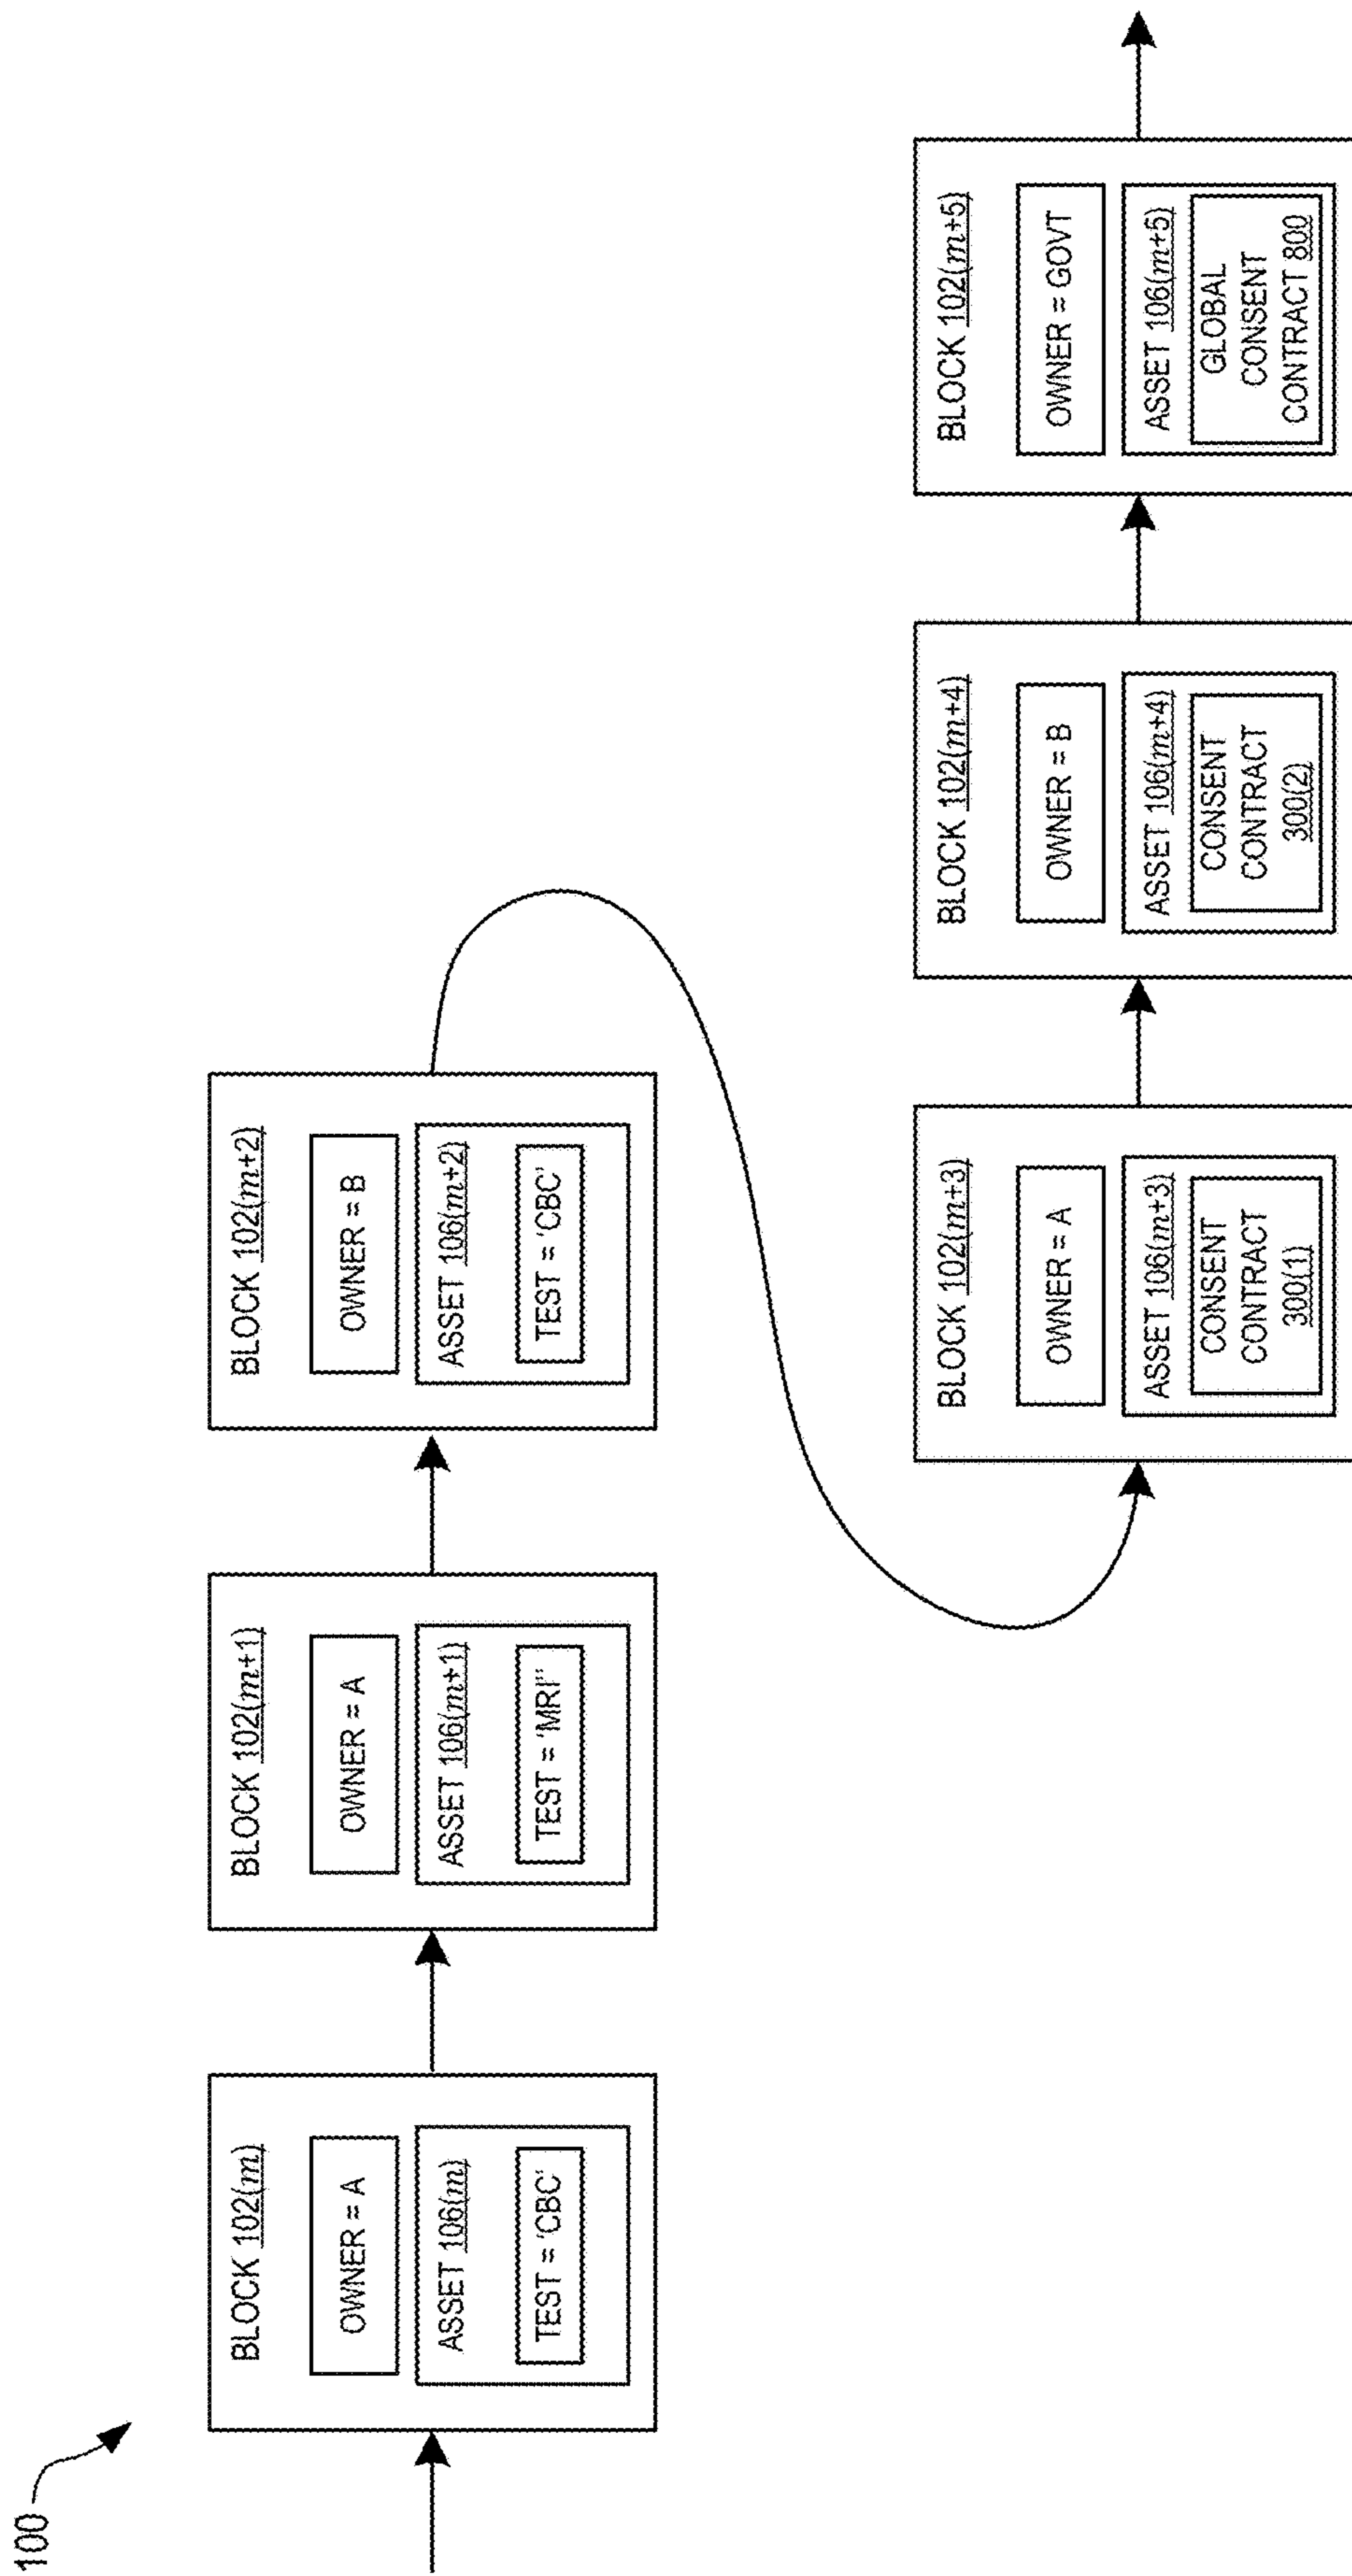 100
BLOCK 102(m)
OWNER = A
ASSET 106(m)
TEST = 'CBC'
BLOCK 102(m+1)
OWNER = A
ASSET 106(m+1)
TEST = 'MRI"
BLOCK 102(m+2)
OWNER = B
ASSET 106(m+2)
TEST = 'CBC'
BLOCK 102(m+3)
OWNER = A
ASSET 106(m+3)
CONSENT
CONTRACT
300(1)
BLOCK 102(m+4)
OWNER = B
ASSET 106(m+4)
CONSENT
CONTRACT
300(2)
BLOCK 102(m+5)
OWNER = GOVT
ASSET 106(m+5)
GLOBAL
CONSENT
CONTRACT 800